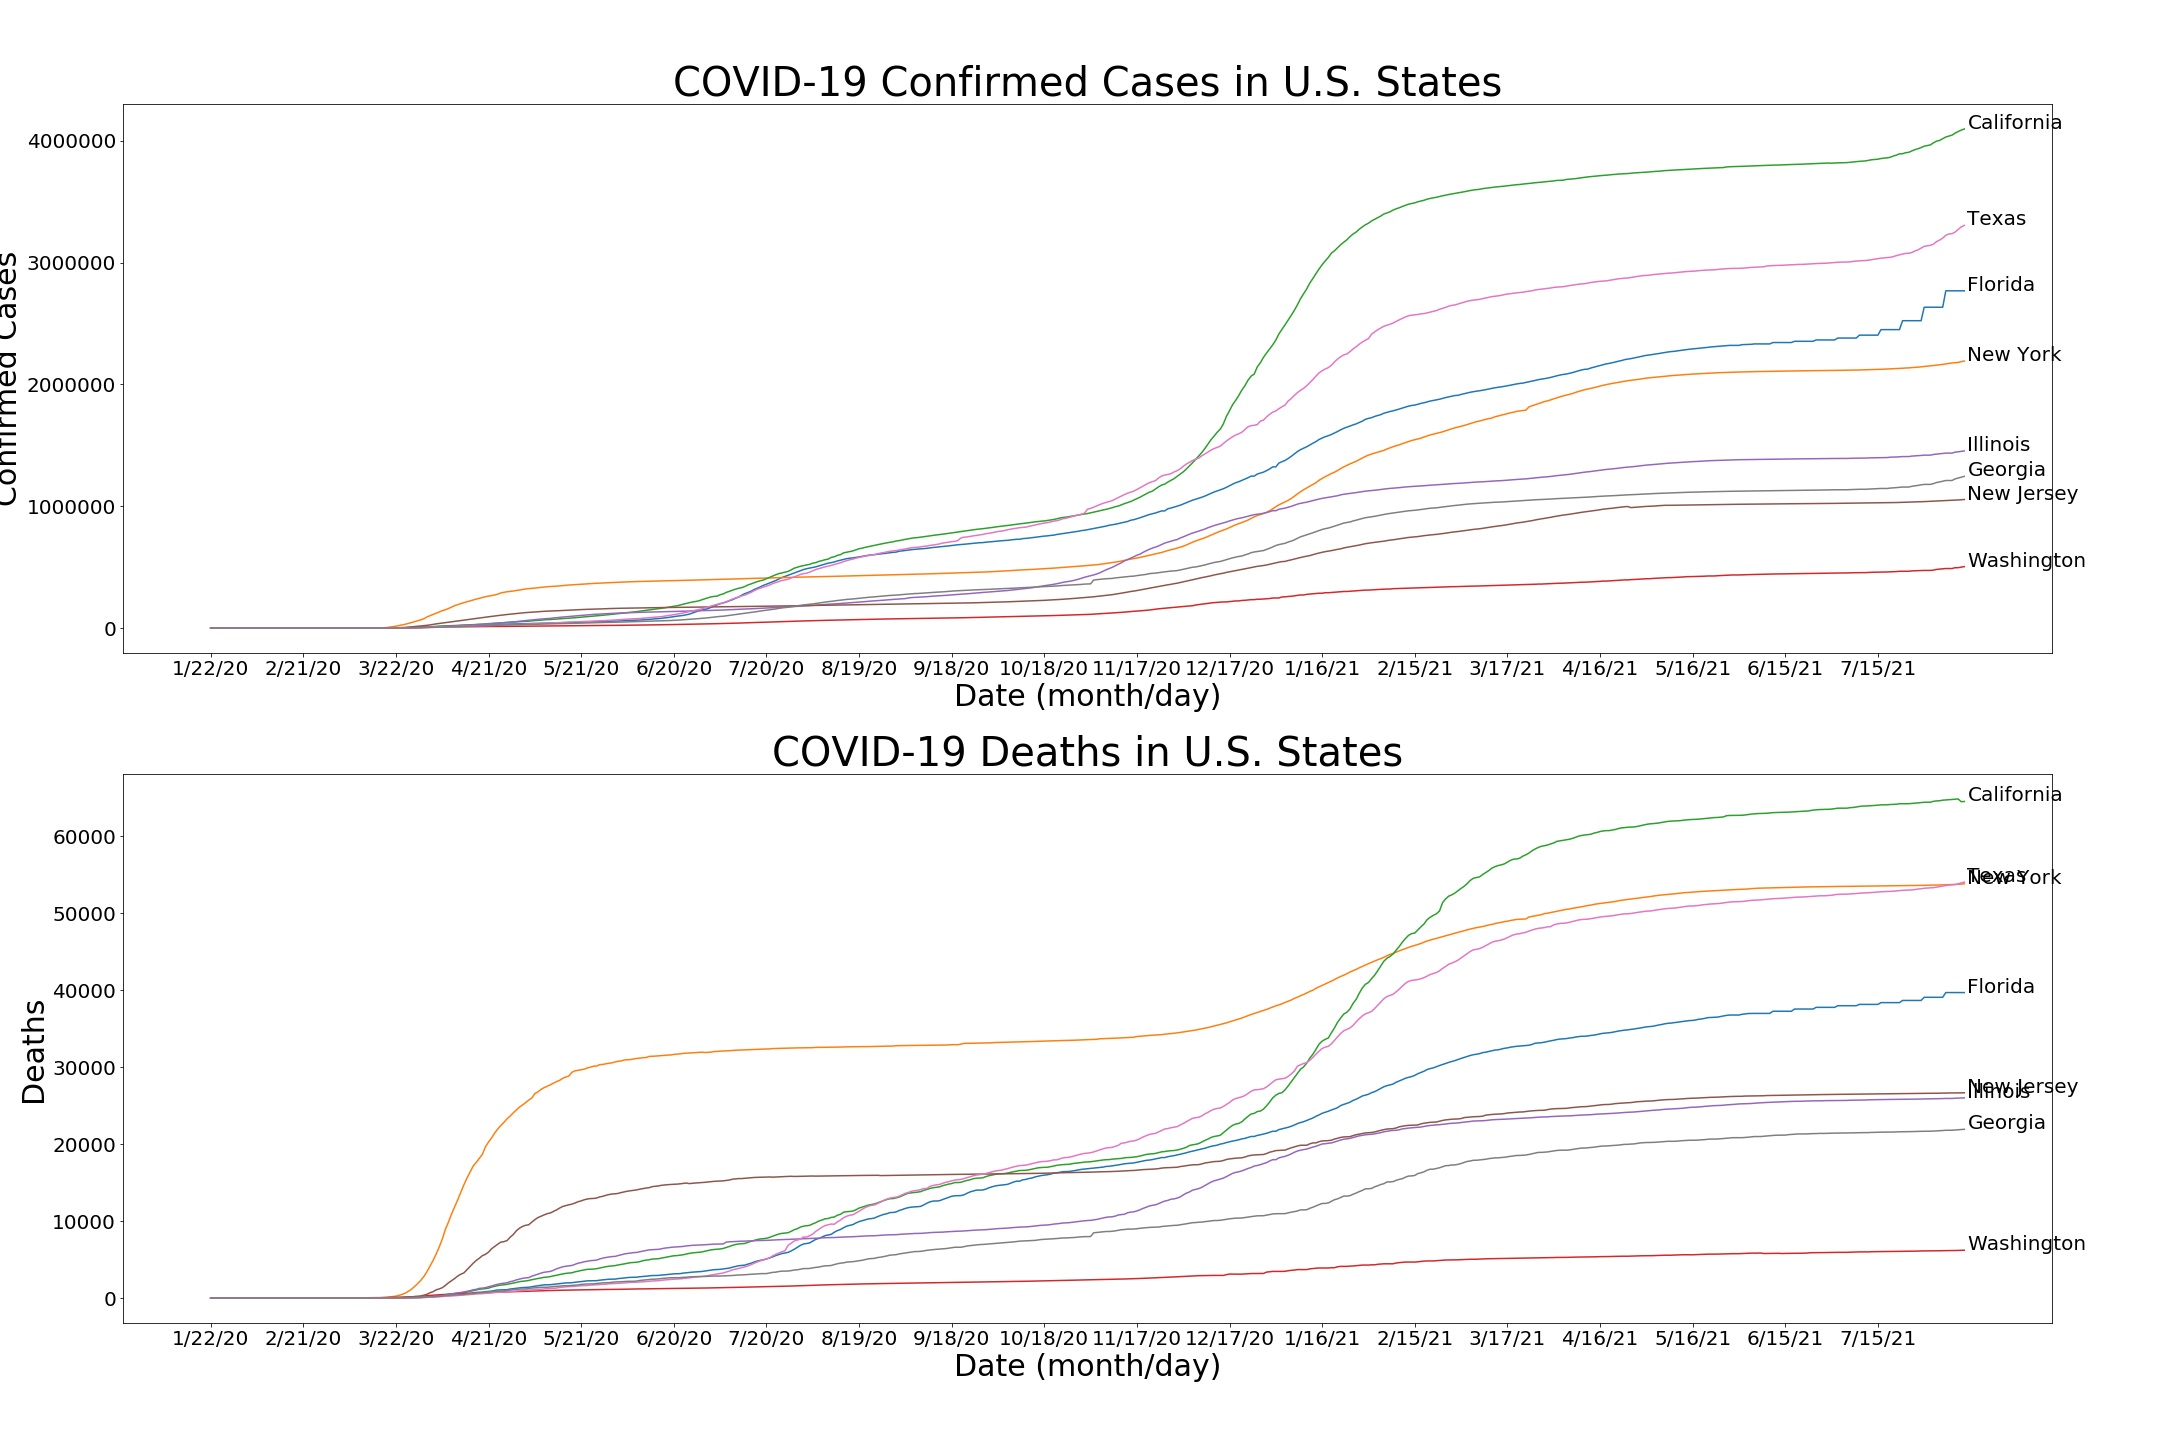 COVID-19 Confirmed Cases in U.S. States
Confirmed Cases
4000000
3000000
2000000
1000000
0
California
Texas
Florida
New York
Illinois
Georgia
New Jersey
Washington
1/22/20 2/21/20 3/22/20 4/21/20 5/21/20 6/20/20 7/20/20 8/19/20 9/18/20 10/18/20 11/17/20 12/17/20 1/16/21 2/15/21 3/17/21 4/16/21 5/16/21 6/15/21 7/15/21
Date (month/day)
COVID-19 Deaths in U.S. States
Deaths
60000
50000
40000
30000
20000
10000
0
California
Texas
New York
Florida
New Jersey
Illinois
Georgia
Washington
1/22/20 2/21/20 3/22/20 4/21/20 5/21/20 6/20/20 7/20/20 8/19/20 9/18/20 10/18/20 11/17/20 12/17/20 1/16/21 2/15/21 3/17/21 4/16/21 5/16/21 6/15/21 7/15/21
Date (month/day)